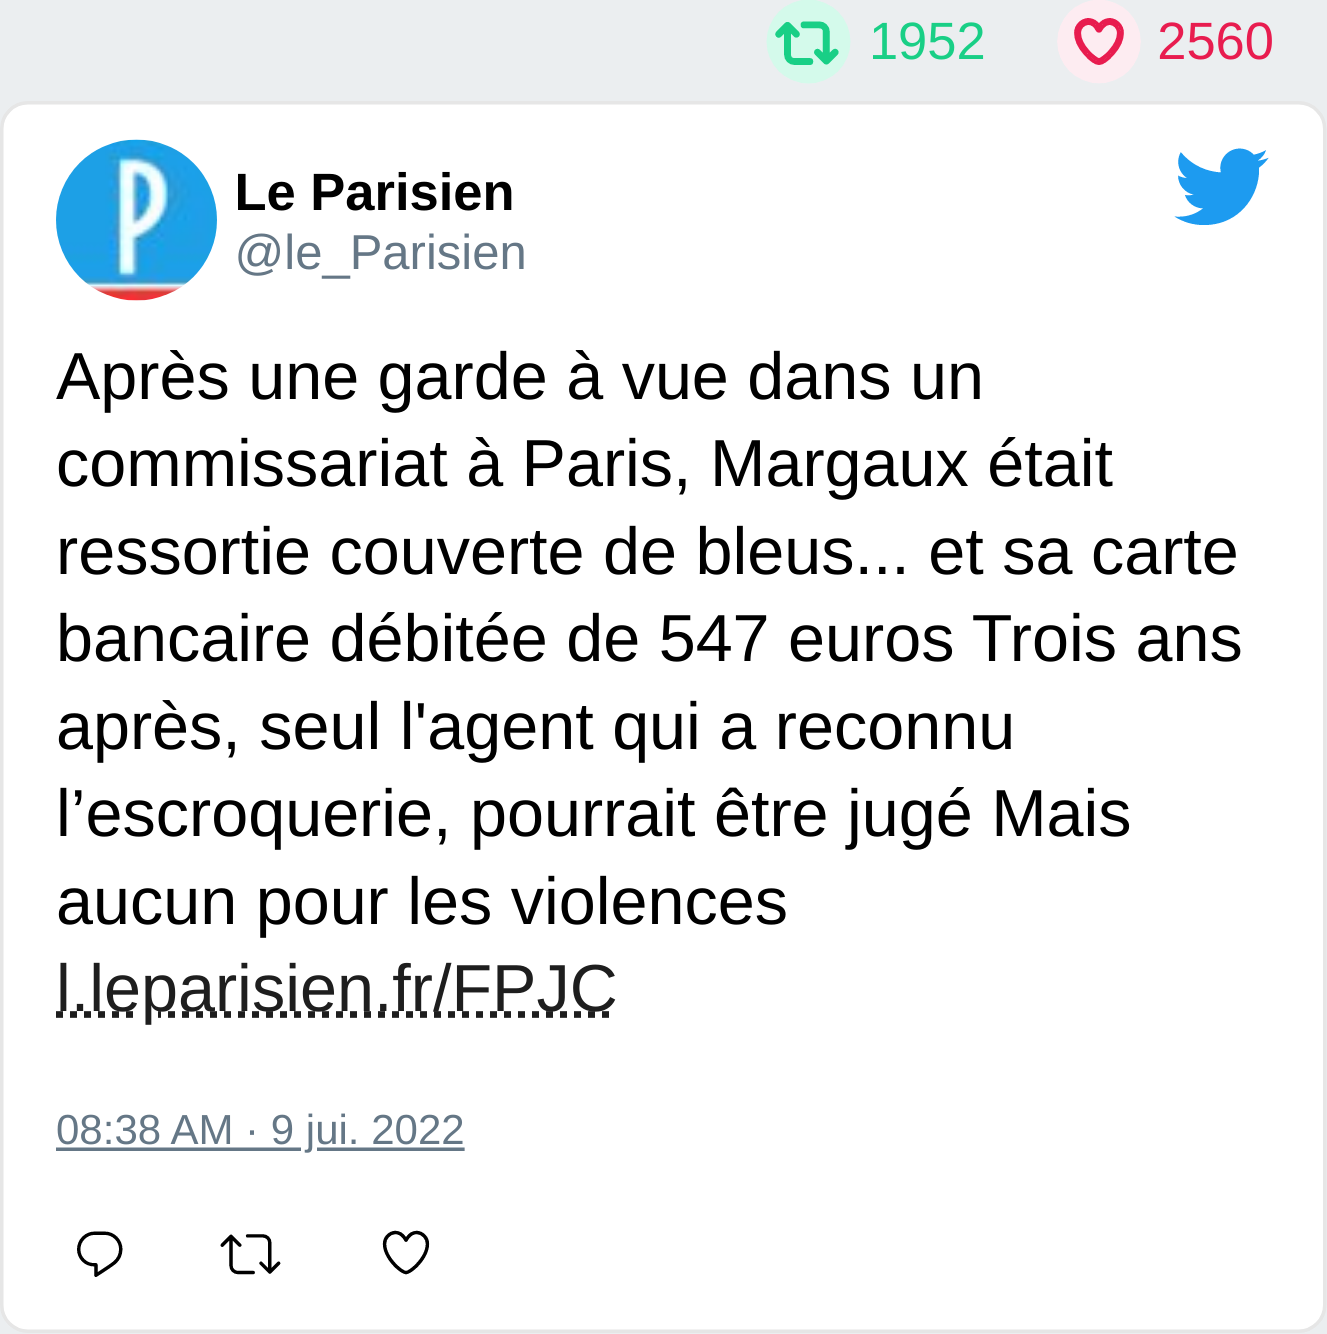 1952 2560
Le Parisien
@le_Parisien
Après une garde à vue dans un
commissariat à Paris, Margaux était
ressortie couverte de bleus... et sa carte
bancaire débitée de 547 euros Trois ans
après, seul l'agent qui a reconnu
l’escroquerie, pourrait être jugé Mais
aucun pour les violences
l.leparisien.fr/FPJC
08:38 AM · 9 jui. 2022